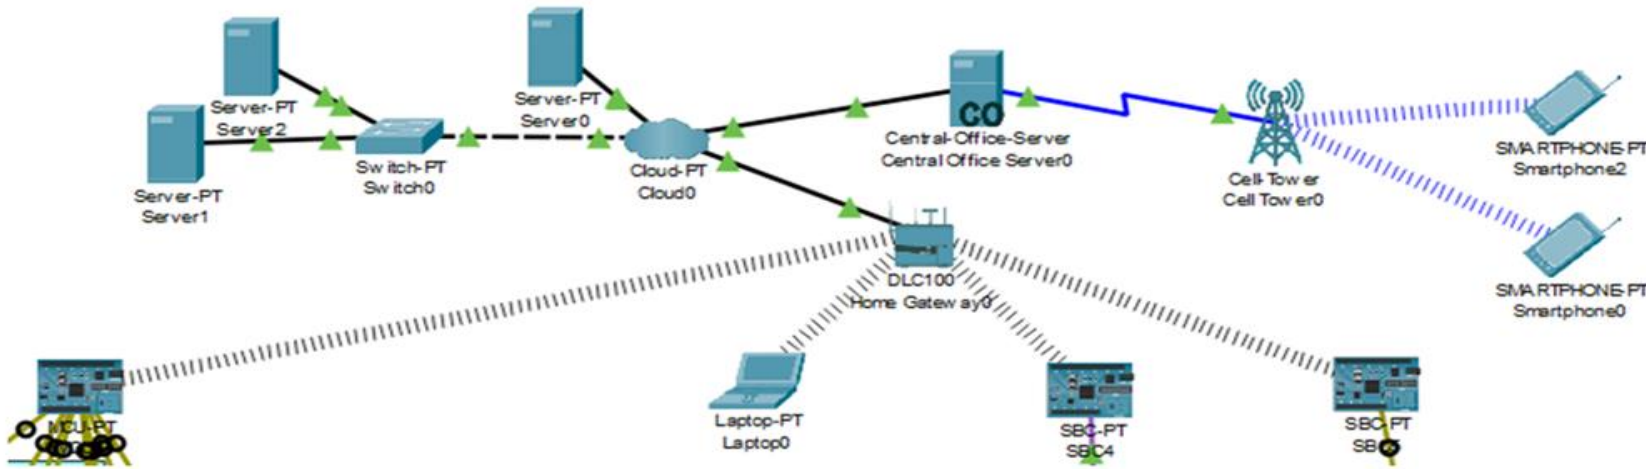 Server-PT
Server2
Server-PT
Server1
Switch-PT
Switch0
Server-PT
Server0
Cloud-PT
Cloud0
CO
Central-Office-Server
Central Office Server0
Cell-Tower
Cell Tower0
SMARTPHONE-PT
Smartphone2
SMARTPHONE-PT
Smartphone0
DLC100
Home Gateway0
MCU-PT
Laptop-PT
Laptop0
SBC-PT
SBC4
SBC-PT